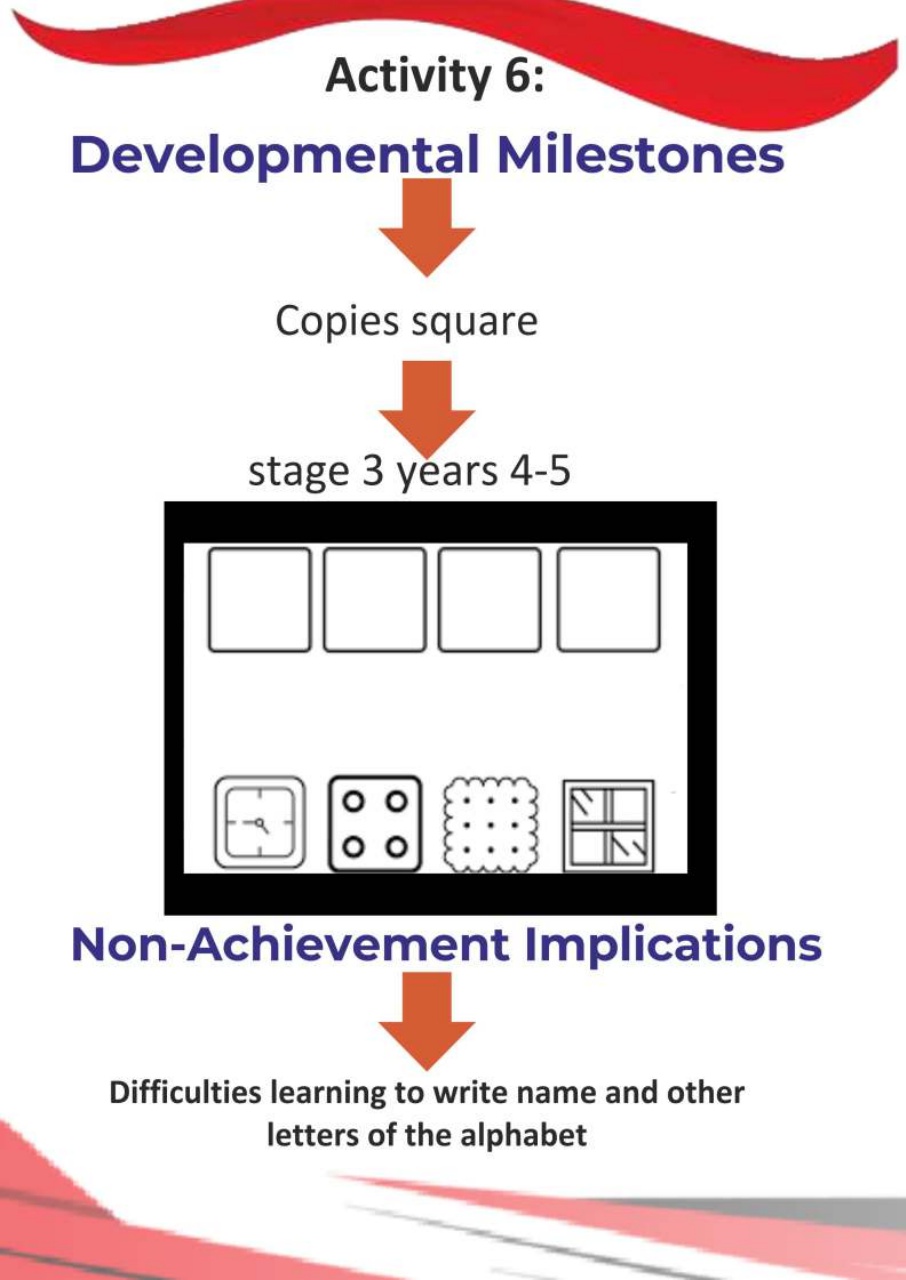 Activity 6:
Developmental Milestones
Copies square
stage 3 years 4-5
Non-Achievement Implications
Difficulties learning to write name and other
letters of the alphabet